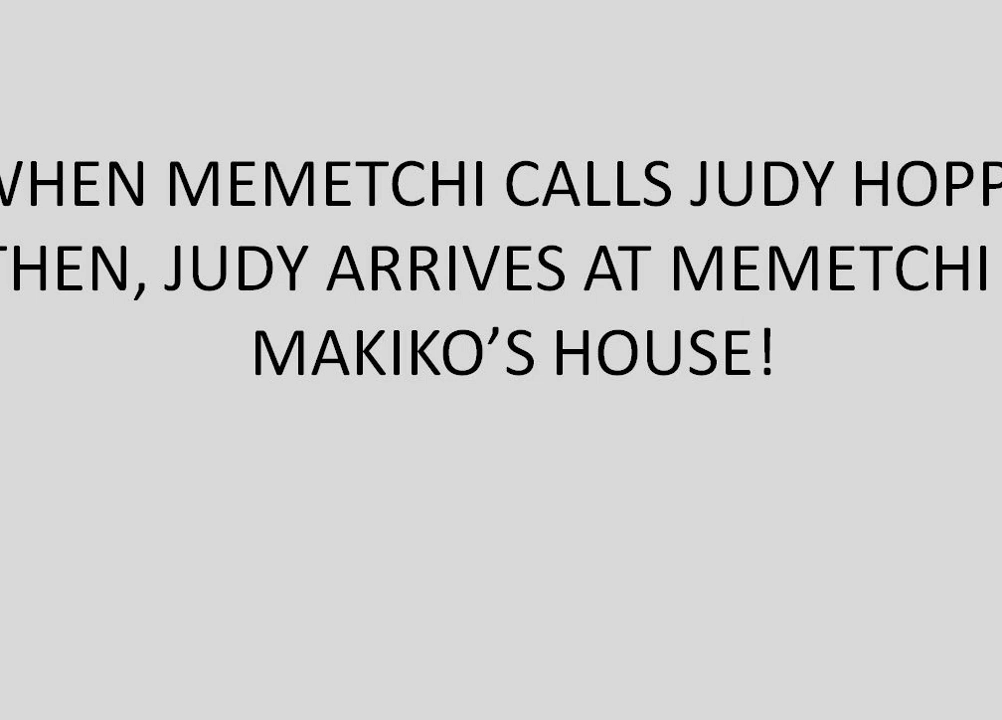 WHEN MEMETCHI CALLS JUDY HOPP
THEN, JUDY ARRIVES AT MEMETCHI
MAKIKO’S HOUSE!